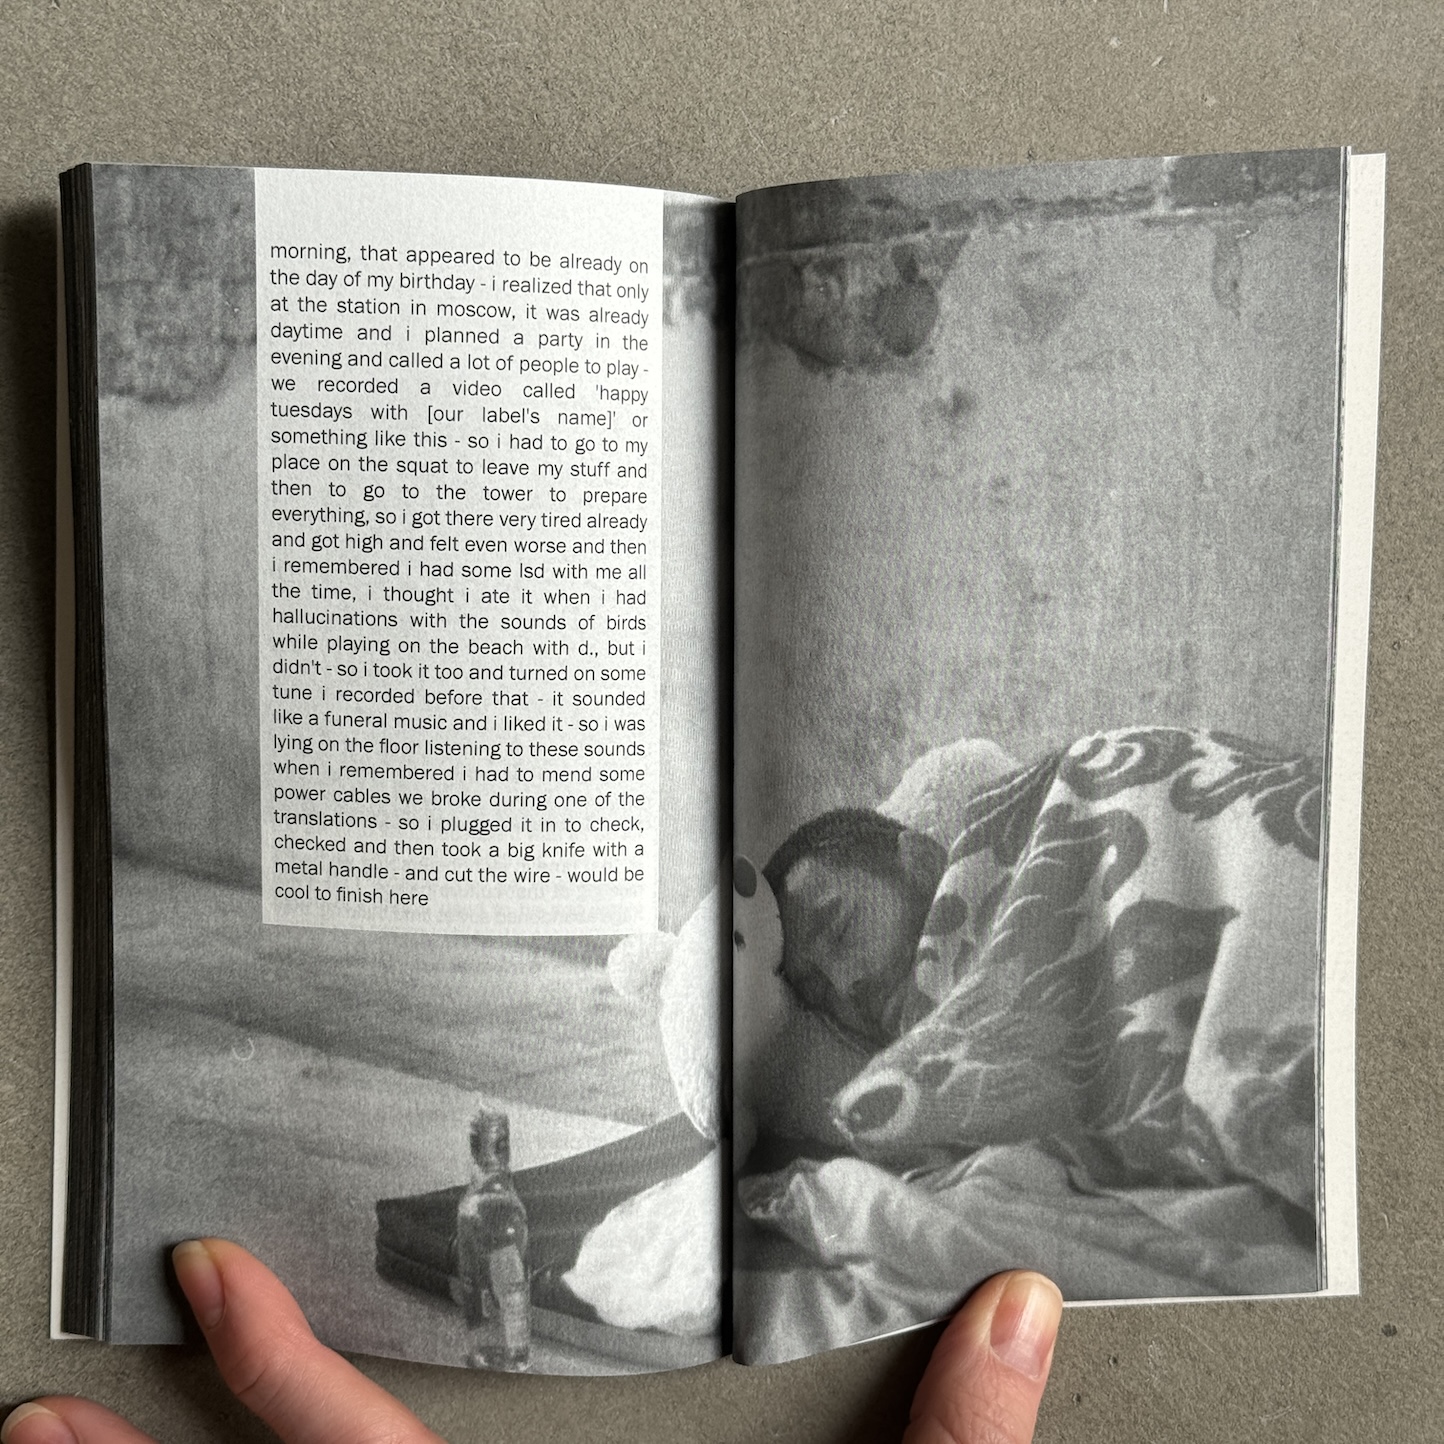 morning, that appeared to be already on
the day of my birthday - i realized that only
at the station in moscow, it was already
daytime and i planned a party in the
evening and called a lot of people to play -
we recorded a video called 'happy
tuesdays with [our label's name]' or
something like this - so i had to go to my
place on the squat to leave my stuff and
then to go to the tower to prepare
everything, so i got there very tired already
and got high and felt even worse and then
i remembered i had some lsd with me all
the time, i thought i ate it when i had
hallucinations with the sounds of birds
while playing on the beach with d., but i
didn't - so i took it too and turned on some
tune i recorded before that - it sounded
like a funeral music and i liked it - so i was
lying on the floor listening to these sounds
when i remembered i had to mend some
power cables we broke during one of the
translations - so i plugged it in to check,
checked and then took a big knife with a
metal handle - and cut the wire - would be
cool to finish here